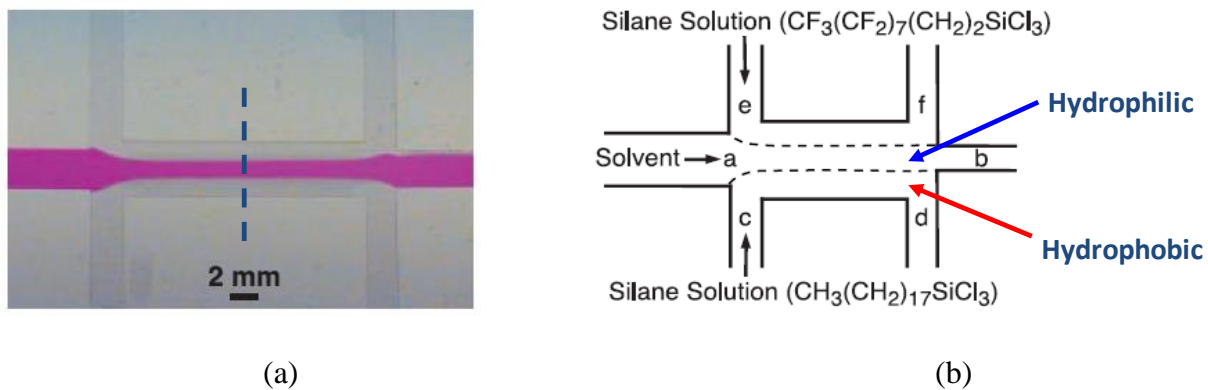 Silane Solution (CF3(CF2)7(CH2)2SiCl3)
e
f
Hydrophilic
Solvent
a
b
c
d
Hydrophobic
2 mm
Silane Solution (CH3(CH2)17SiCl3)
(a)
(b)